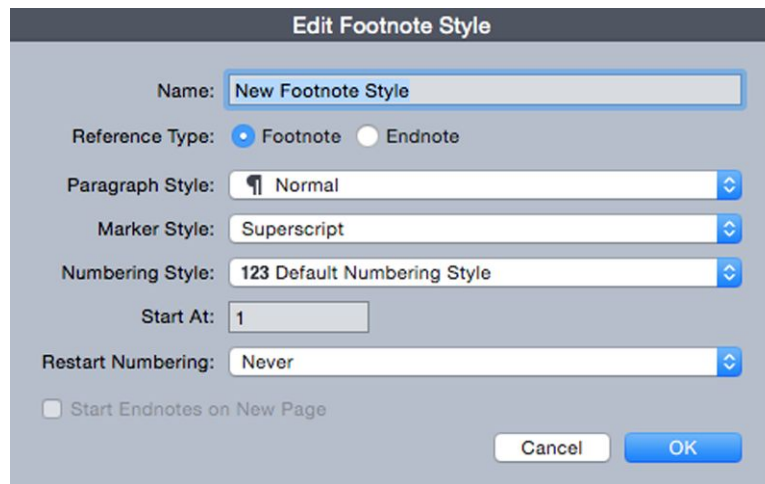 Edit Footnote Style
Name: New Footnote Style
Reference Type: Footnote Endnote
Paragraph Style: ¶ Normal
Marker Style: Superscript
Numbering Style: 123 Default Numbering Style
Start At: 1
Restart Numbering: Never
Start Endnotes on New Page
Cancel OK